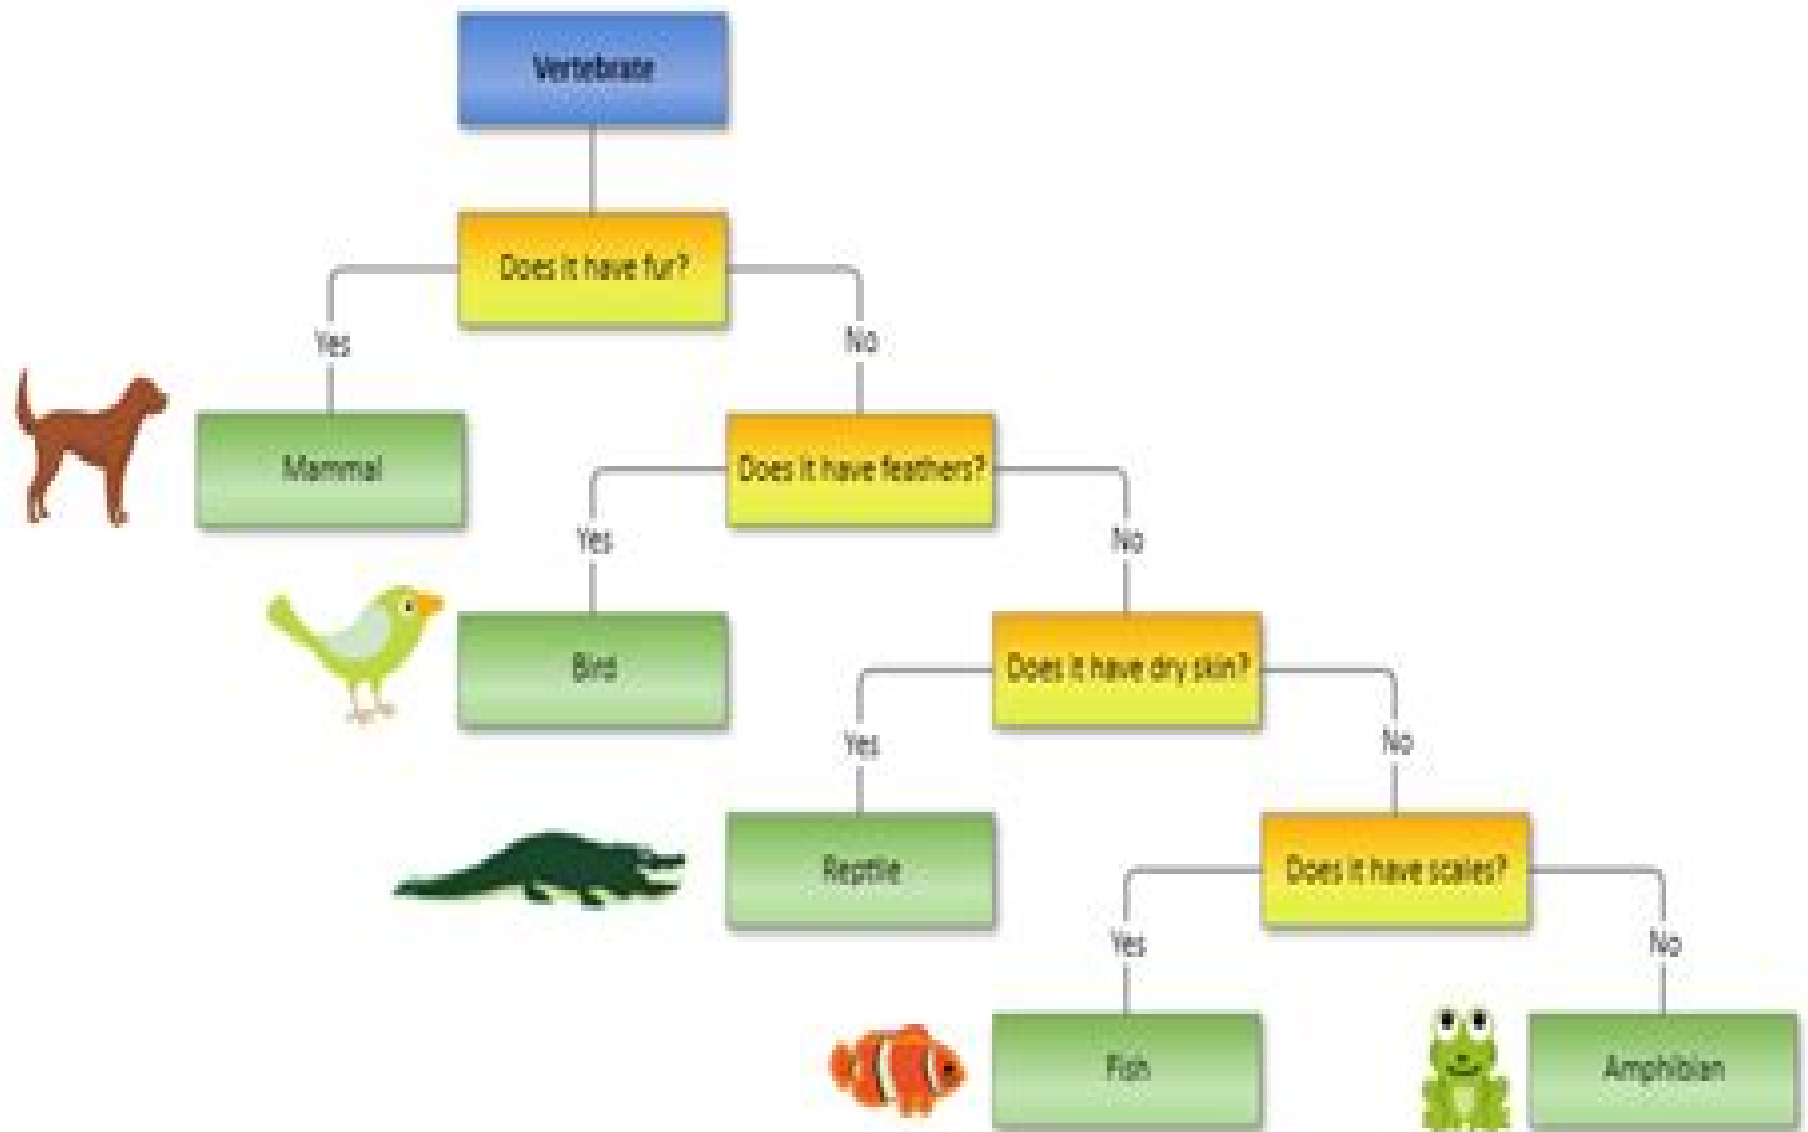 Vertebrate
Does it have fur?
Yes
No
Mammal
Does it have feathers?
Yes
No
Bird
Does it have dry skin?
Yes
No
Reptile
Does it have scales?
Yes
No
Fish
Amphibian